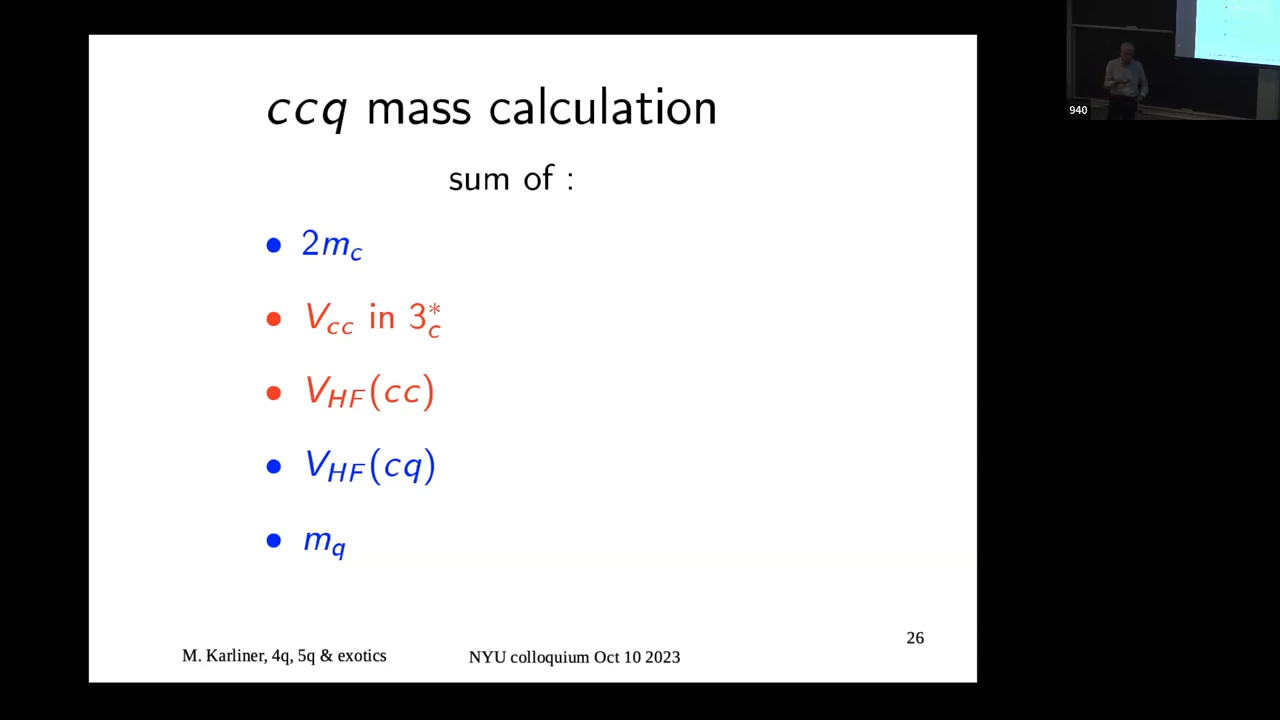 ccq mass calculation
sum of :
• 2m_c
• V_cc in 3*_c
• V_HF(cc)
• V_HF(cq)
• m_q
26
M. Karliner, 4q, 5q & exotics NYU colloquium Oct 10 2023
940